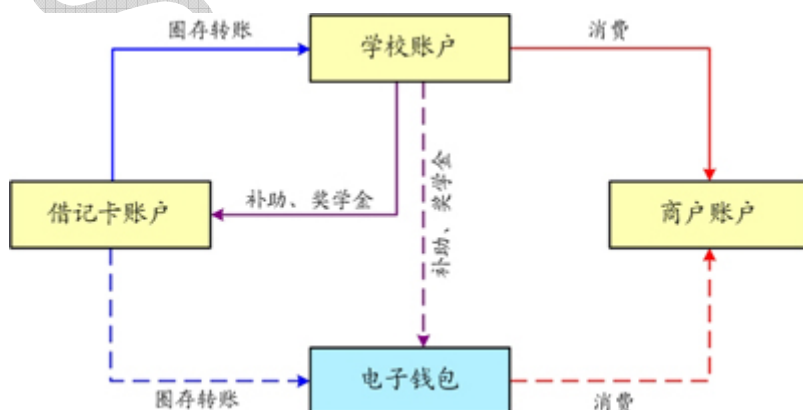 圈存转账
学校账户
消费
借记卡账户
补助、奖学金
补助、奖学金
商户账户
电子钱包
圈存转账
消费